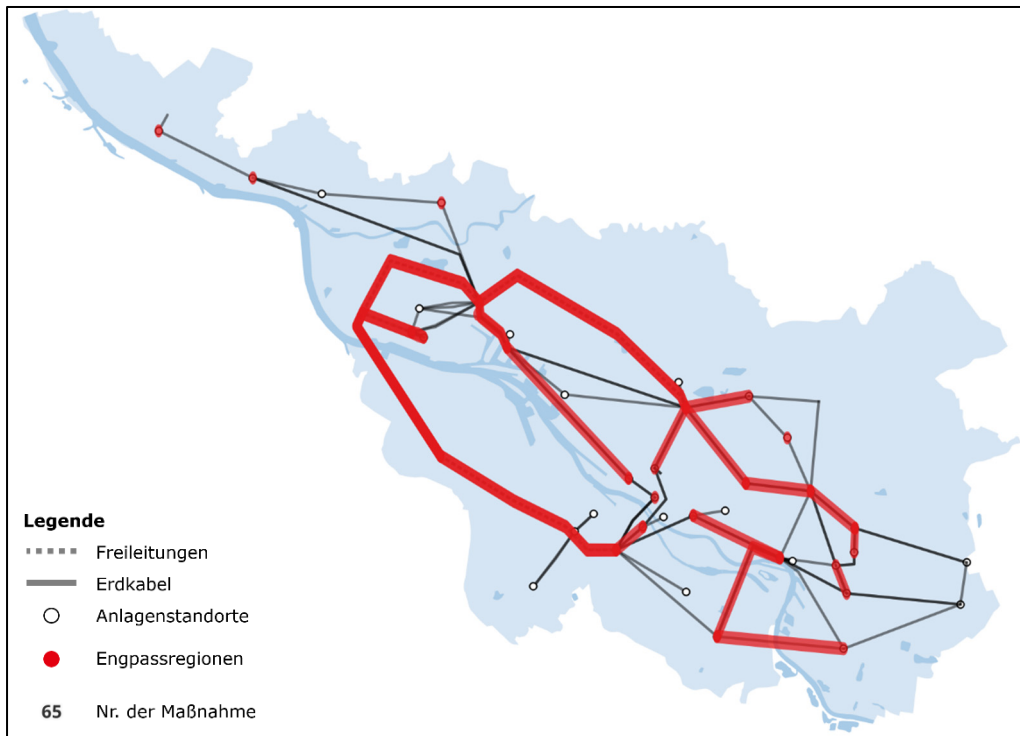 Legende
Freileitungen
Erdkabel
Anlagenstandorte
Engpassregionen
65 Nr. der Maßnahme